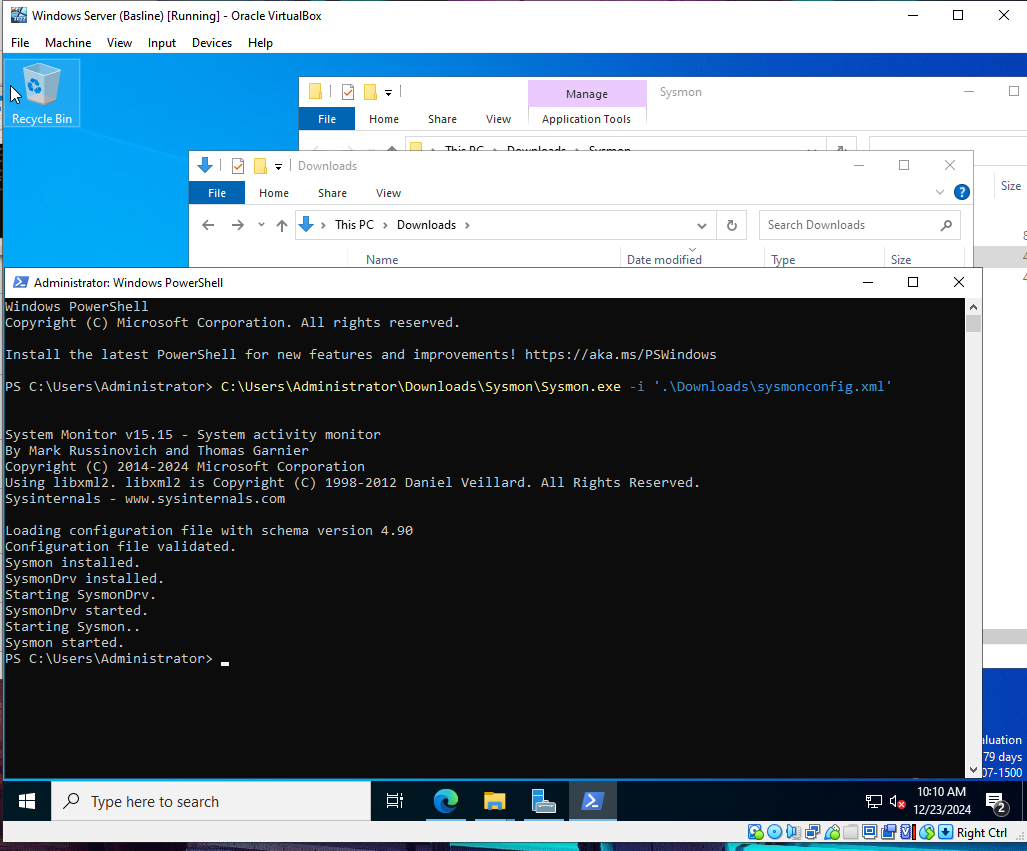 Windows Server (Basline) [Running] - Oracle VirtualBox
File Machine View Input Devices Help
Recycle Bin
Manage Sysmon
File Home Share View Application Tools
This PC Downloads Sysmon
Size
Downloads
File Home Share View
This PC Downloads
Search Downloads
Name Date modified Type Size
Administrator: Windows PowerShell
Windows PowerShell
Copyright (C) Microsoft Corporation. All rights reserved.
Install the latest PowerShell for new features and improvements! https://aka.ms/PSWindows
PS C:\Users\Administrator> C:\Users\Administrator\Downloads\Sysmon\Sysmon.exe -i '.\Downloads\sysmonconfig.xml'
System Monitor v15.15 - System activity monitor
By Mark Russinovich and Thomas Garnier
Copyright (C) 2014-2024 Microsoft Corporation
Using libxml2. libxml2 is Copyright (C) 1998-2012 Daniel Veillard. All Rights Reserved.
Sysinternals - www.sysinternals.com
Loading configuration file with schema version 4.90
Configuration file validated.
Sysmon installed.
SysmonDrv installed.
Starting SysmonDrv.
SysmonDrv started.
Starting Sysmon..
Sysmon started.
PS C:\Users\Administrator>
aluation
79 days
07-1500
Type here to search
10:10 AM
12/23/2024
2
Right Ctrl